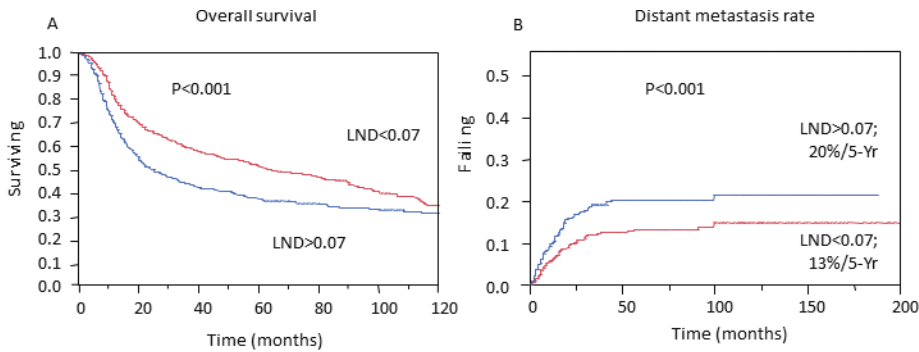 A
Overall survival
1.0
0.9
0.8
0.7
0.6
0.5
0.4
0.3
0.2
0.1
0.0
Surviving
P<0.001
LND<0.07
LND>0.07
0 20 40 60 80 100 120
Time (months)
B
Distant metastasis rate
0.5
0.4
0.3
0.2
0.1
0.0
Failing
P<0.001
LND>0.07;
20%/5-Yr
LND<0.07;
13%/5-Yr
0 50 100 150 200
Time (months)